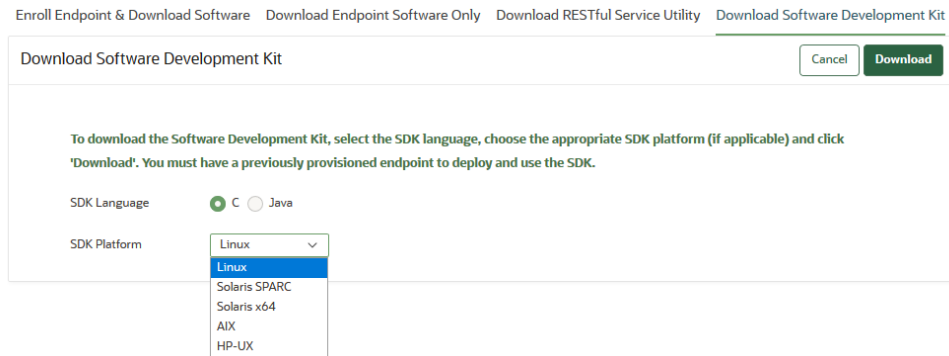 Enroll Endpoint & Download Software Download Endpoint Software Only Download RESTful Service Utility Download Software Development Kit
Download Software Development Kit Cancel Download
To download the Software Development Kit, select the SDK language, choose the appropriate SDK platform (if applicable) and click
'Download'. You must have a previously provisioned endpoint to deploy and use the SDK.
SDK Language C Java
SDK Platform Linux
Linux
Solaris SPARC
Solaris x64
AIX
HP-UX